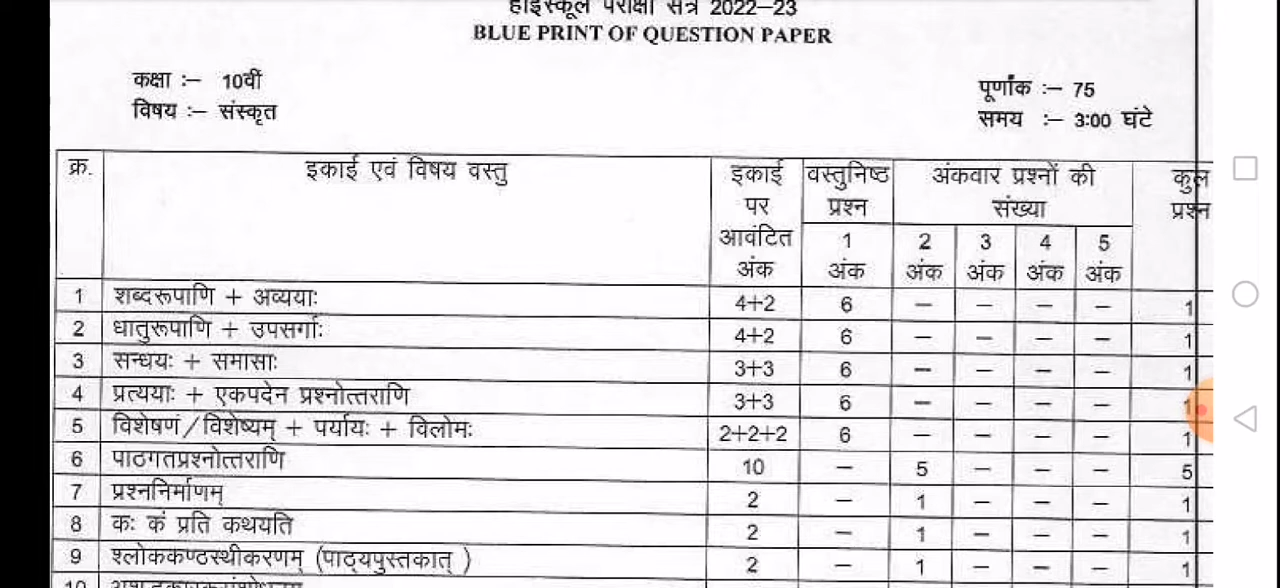 हाईस्कूल परीक्षा सत्र 2022–23
BLUE PRINT OF QUESTION PAPER
कक्षा :– 10वीं
पूर्णांक :– 75
विषय :– संस्कृत
समय :– 3:00 घंटे
क्र. इकाई एवं विषय वस्तु इकाई पर आवंटित अंक वस्तुनिष्ठ प्रश्न अंकवार प्रश्नों की संख्या कुल प्रश्न
1 अंक 2 अंक 3 अंक 4 अंक 5 अंक
1 शब्दरूपाणि + अव्ययाः 4+2 6 – – – – 1
2 धातुरूपाणि + उपसर्गाः 4+2 6 – – – – 1
3 सन्धयः + समासाः 3+3 6 – – – – 1
4 प्रत्ययाः + एकपदेन प्रश्नोत्तराणि 3+3 6 – – – – 1
5 विशेषणं/विशेष्यम् + पर्यायः + विलोमः 2+2+2 6 – – – – 1
6 पाठगतप्रश्नोत्तराणि 10 – 5 – – – 5
7 प्रश्ननिर्माणम् 2 – 1 – – – 1
8 कः कं प्रति कथयति 2 – 1 – – – 1
9 श्लोककण्ठस्थीकरणम् (पाठ्यपुस्तकात् ) 2 – 1 – – – 1
10